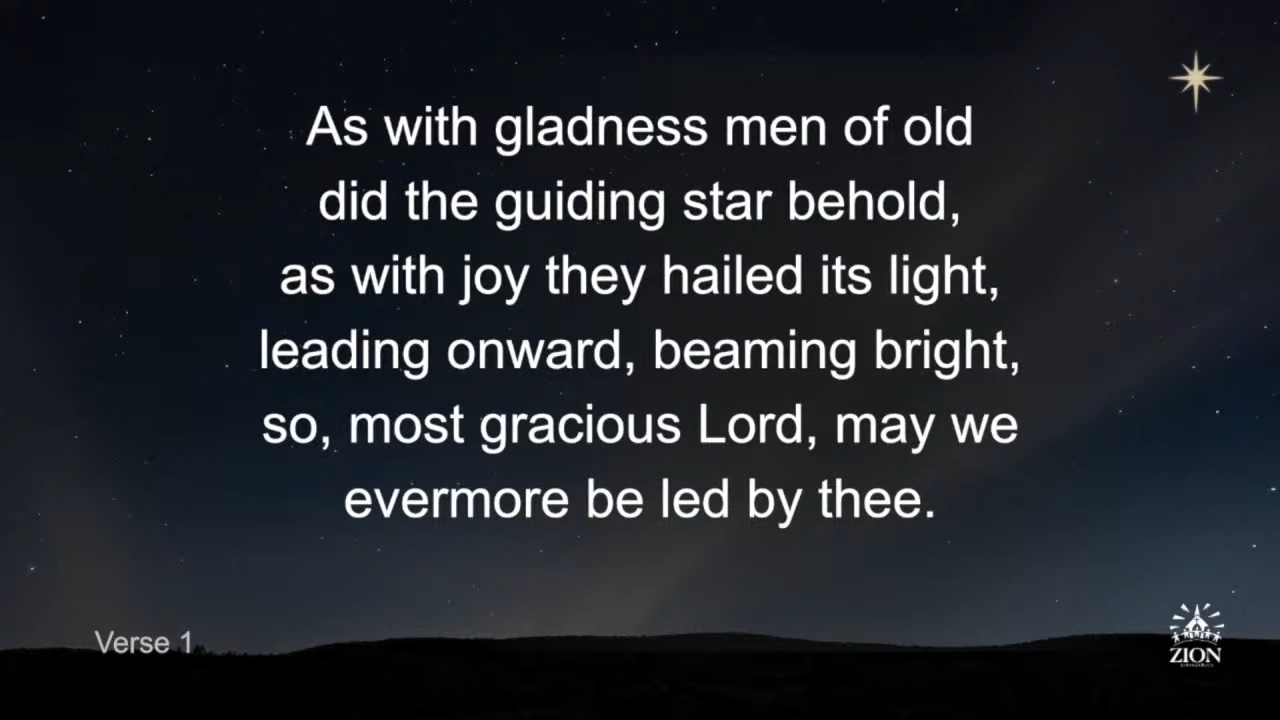 As with gladness men of old
did the guiding star behold,
as with joy they hailed its light,
leading onward, beaming bright,
so, most gracious Lord, may we
evermore be led by thee.
Verse 1
ZION